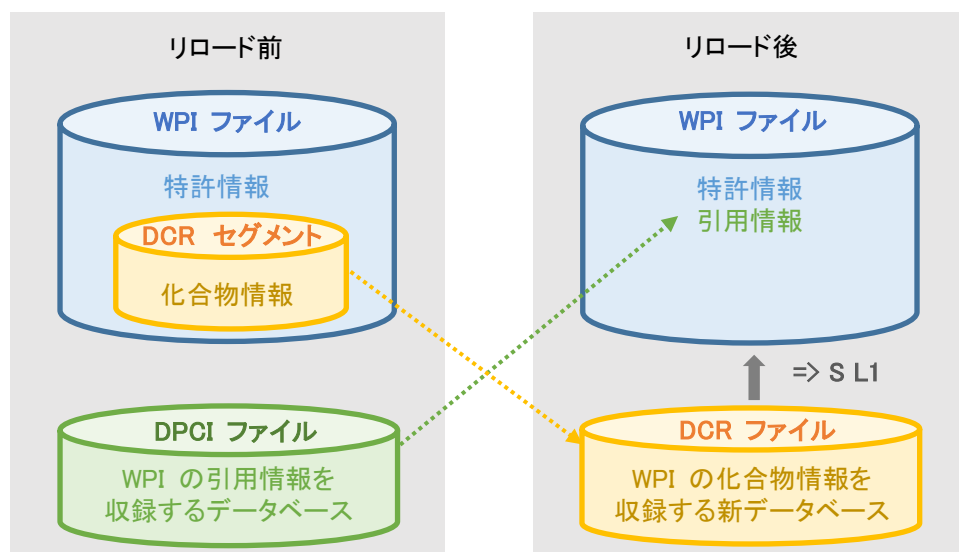 リロード前
WPI ファイル
特許情報
DCR セグメント
化合物情報
DPCI ファイル
WPI の引用情報を
収録するデータベース
リロード後
WPI ファイル
特許情報
引用情報
=> S L1
DCR ファイル
WPI の化合物情報を
収録する新データベース